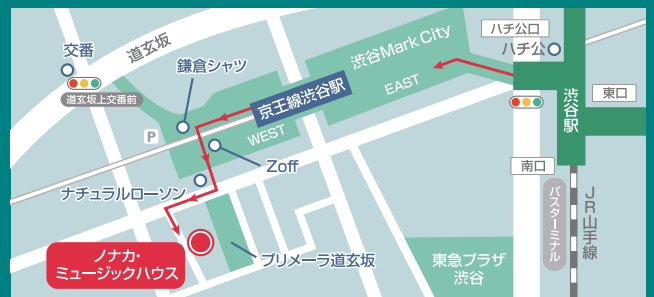 交番
道玄坂
道玄坂上交番前
鎌倉シャツ
渋谷Mark City
EAST
ハチ公口
ハチ公
京王線渋谷駅
WEST
P
Zoff
ナチュラルローソン
渋谷駅
東口
南口
バスターミナル
JR山手線
ノナカ・
ミュージックハウス
プリメーラ道玄坂
東急プラザ
渋谷